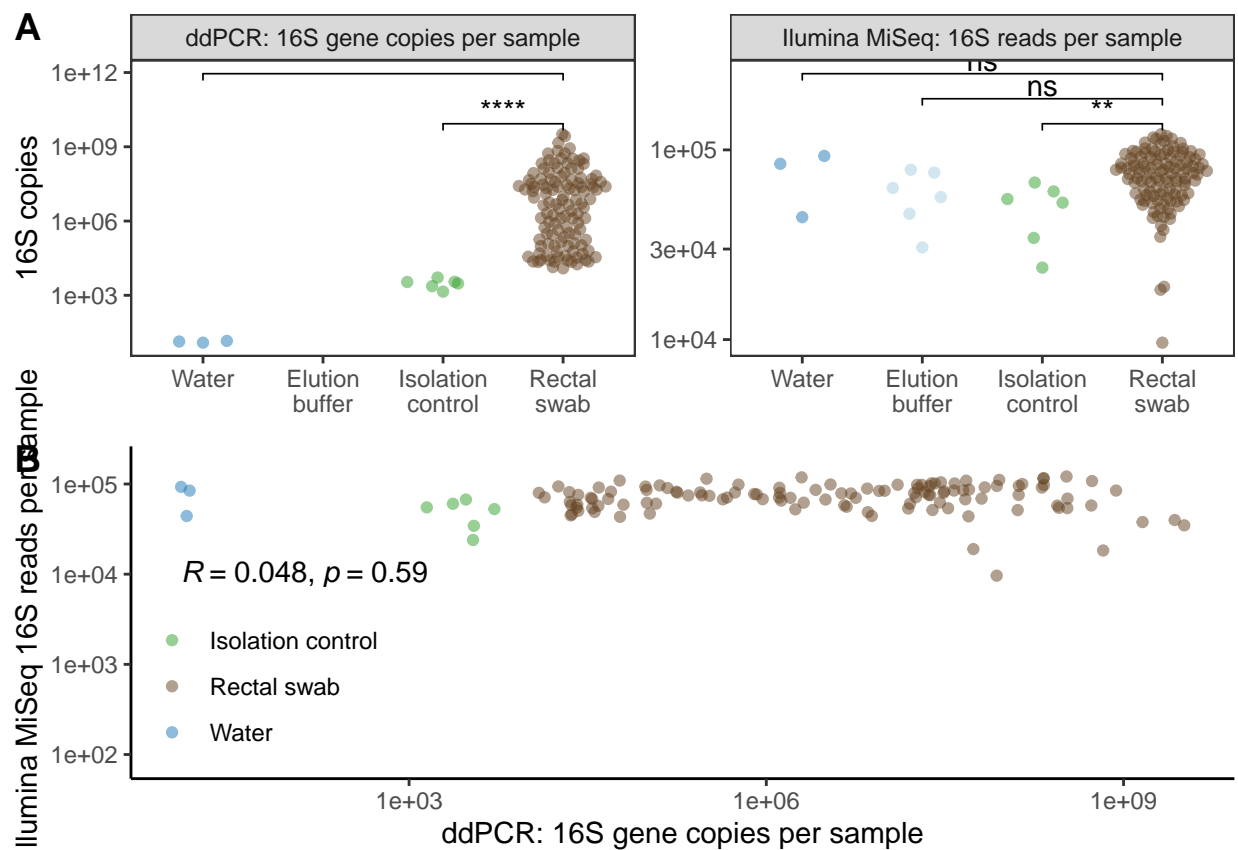 A
ddPCR: 16S gene copies per sample
Ilumina MiSeq: 16S reads per sample
16S copies
1e+12
1e+09
1e+06
1e+03
****
Water
Elution
buffer
Isolation
control
Rectal
swab
1e+05
3e+04
1e+04
ns
ns
**
Water
Elution
buffer
Isolation
control
Rectal
swab
B
Ilumina MiSeq 16S reads per sample
1e+05
1e+04
1e+03
1e+02
R = 0.048, p = 0.59
Isolation control
Rectal swab
Water
1e+03
1e+06
1e+09
ddPCR: 16S gene copies per sample